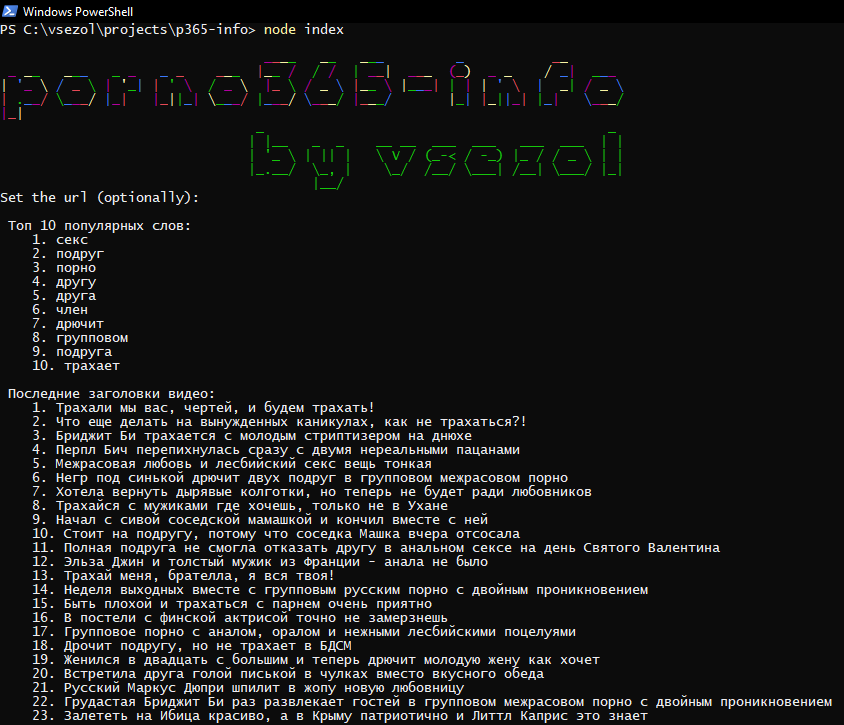 Windows PowerShell
PS C:\vsezol\projects\p365-info> node index
porno365-info
by vsezol
Set the url (optionally):
Топ 10 популярных слов:
1. секс
2. подруг
3. порно
4. другу
5. друга
6. член
7. дрючит
8. групповом
9. подруга
10. трахает
Последние заголовки видео:
1. Трахали мы вас, чертей, и будем трахать!
2. Что еще делать на вынужденных каникулах, как не трахаться?!
3. Бриджит Би трахается с молодым стриптизером на днюхе
4. Перпл Бич перепихнулась сразу с двумя нереальными пацанами
5. Межрасовая любовь и лесбийский секс вещь тонкая
6. Негр под синькой дрючит двух подруг в групповом межрасовом порно
7. Хотела вернуть дырявые колготки, но теперь не будет ради любовников
8. Трахайся с мужиками где хочешь, только не в Ухане
9. Начал с сивой соседской мамашкой и кончил вместе с ней
10. Стоит на подругу, потому что соседка Машка вчера отсосала
11. Полная подруга не смогла отказать другу в анальном сексе на день Святого Валентина
12. Эльза Джин и толстый мужик из Франции - анала не было
13. Трахай меня, брателла, я вся твоя!
14. Неделя выходных вместе с групповым русским порно с двойным проникновением
15. Быть плохой и трахаться с парнем очень приятно
16. В постели с финской актрисой точно не замерзнешь
17. Групповое порно с аналом, оралом и нежными лесбийскими поцелуями
18. Дрочит подругу, но не трахает в БДСМ
19. Женился в двадцать с большим и теперь дрючит молодую жену как хочет
20. Встретила друга голой писькой в чулках вместо вкусного обеда
21. Русский Маркус Дюпри шпилит в жопу новую любовницу
22. Грудастая Бриджит Би раз развлекает гостей в групповом межрасовом порно с двойным проникновением
23. Залететь на Ибица красиво, а в Крыму патриотично и Литтл Каприс это знает